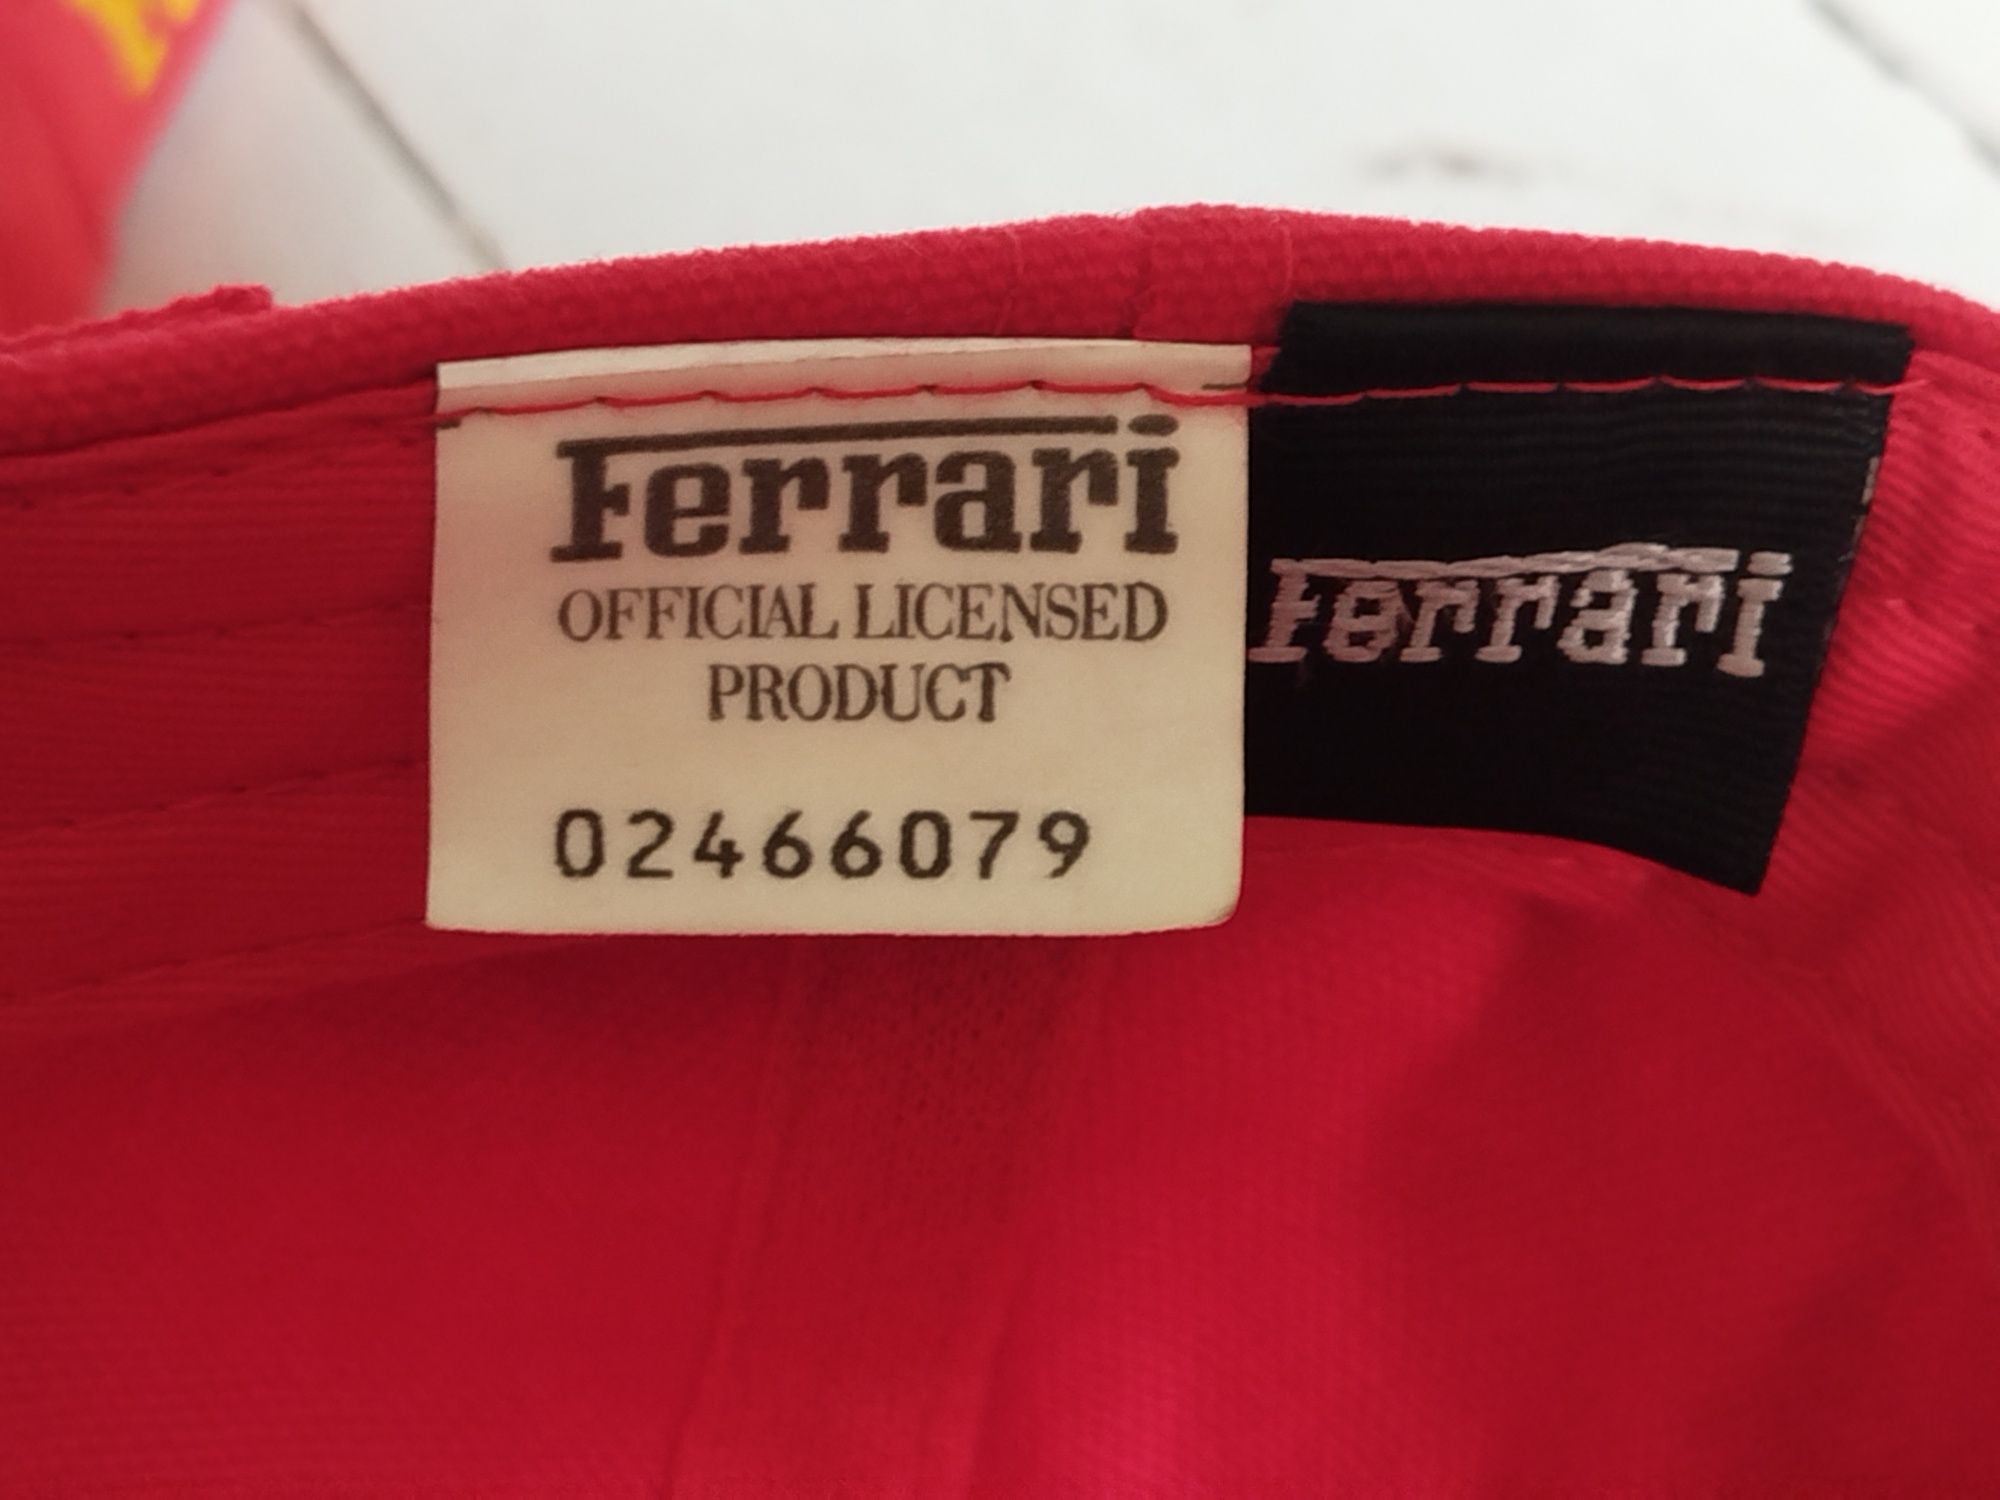 Ferrari
OFFICIAL LICENSED
PRODUCT
02466079
Ferrari